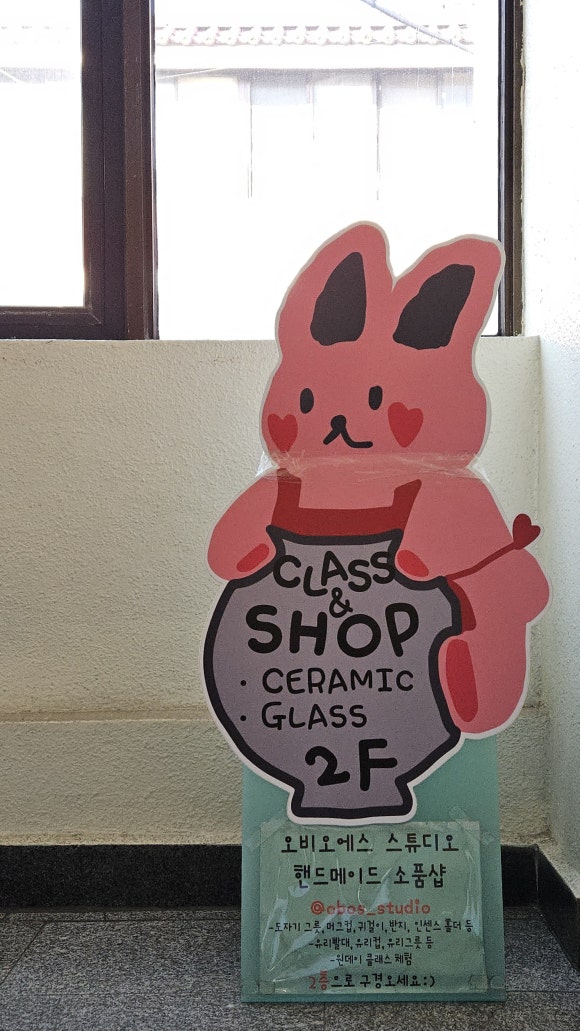 CLASS
&
SHOP
· CERAMIC
· GLASS
2F
오비오에스 스튜디오
핸드메이드 소품샵
@obos_studio
-도자기 그릇, 머그컵, 귀걸이, 반지, 인센스 홀더 등
-유리빨대, 유리컵, 유리그릇 등
-원데이 클래스 체험
2층으로 구경오세요:)